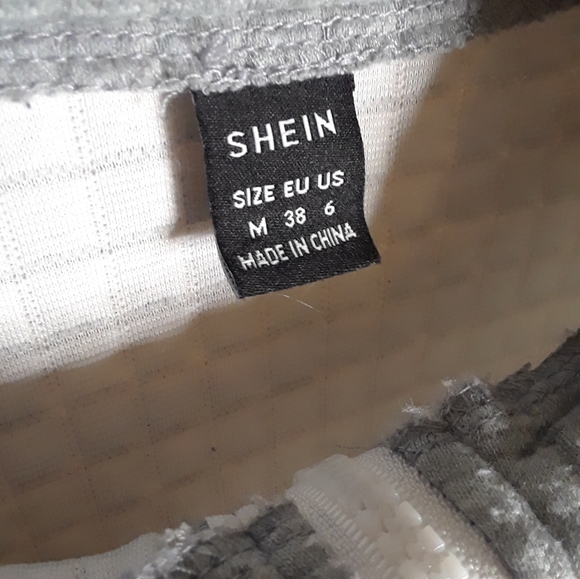 SHEIN
SIZE EU US
M 38 6
MADE IN CHINA